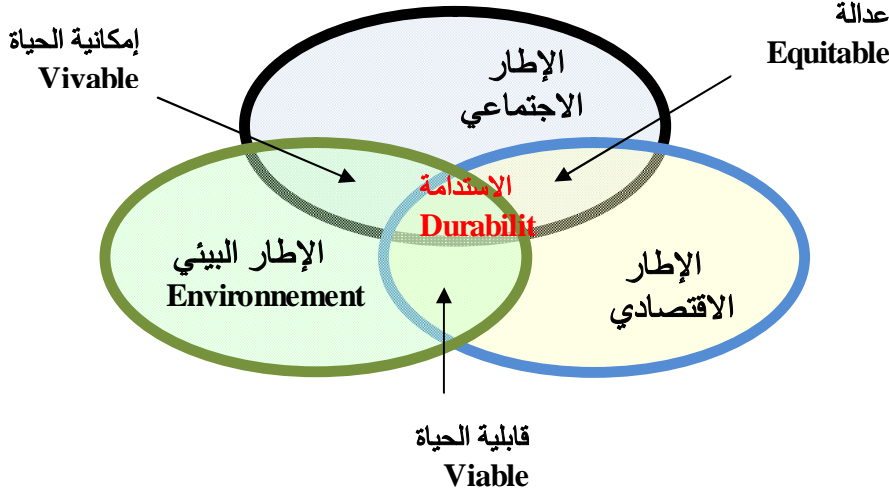 عدالة
Equitable
إمكانية الحياة
Vivable
الإطار
الاجتماعي
الاستدامة
Durabilit
الإطار البيئي
Environnement
الإطار
الاقتصادي
قابلية الحياة
Viable